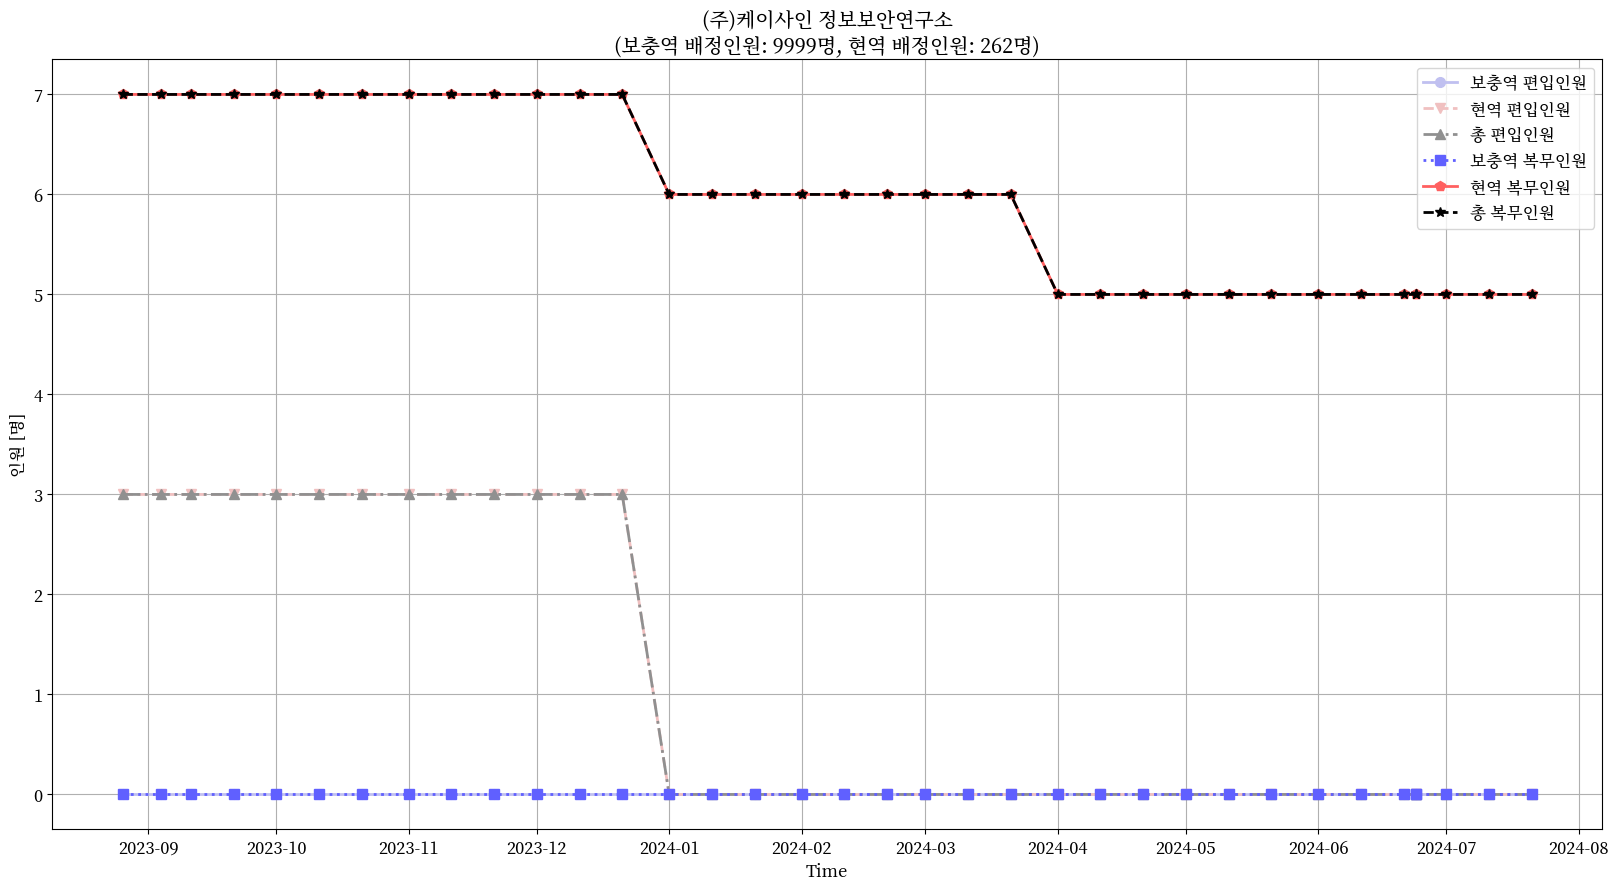 (주)케이사인 정보보안연구소
(보충역 배정인원: 9999명, 현역 배정인원: 262명)
보충역 편입인원
현역 편입인원
총 편입인원
보충역 복무인원
현역 복무인원
총 복무인원
7
6
5
4
3
2
1
0
인원 [명]
2023-09 2023-10 2023-11 2023-12 2024-01 2024-02 2024-03 2024-04 2024-05 2024-06 2024-07 2024-08
Time